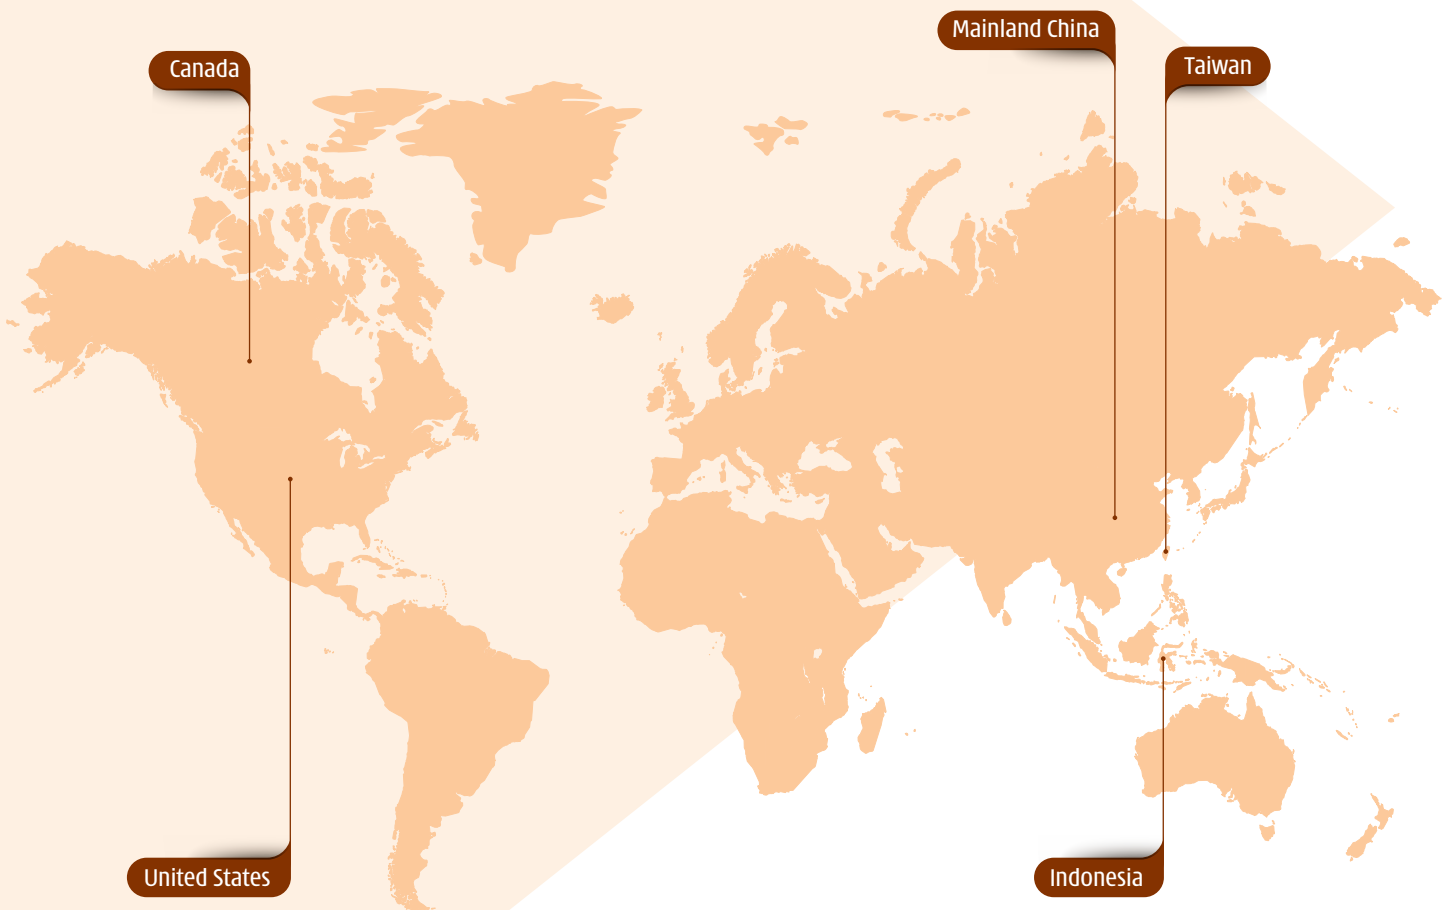 Mainland China
Canada
Taiwan
United States
Indonesia